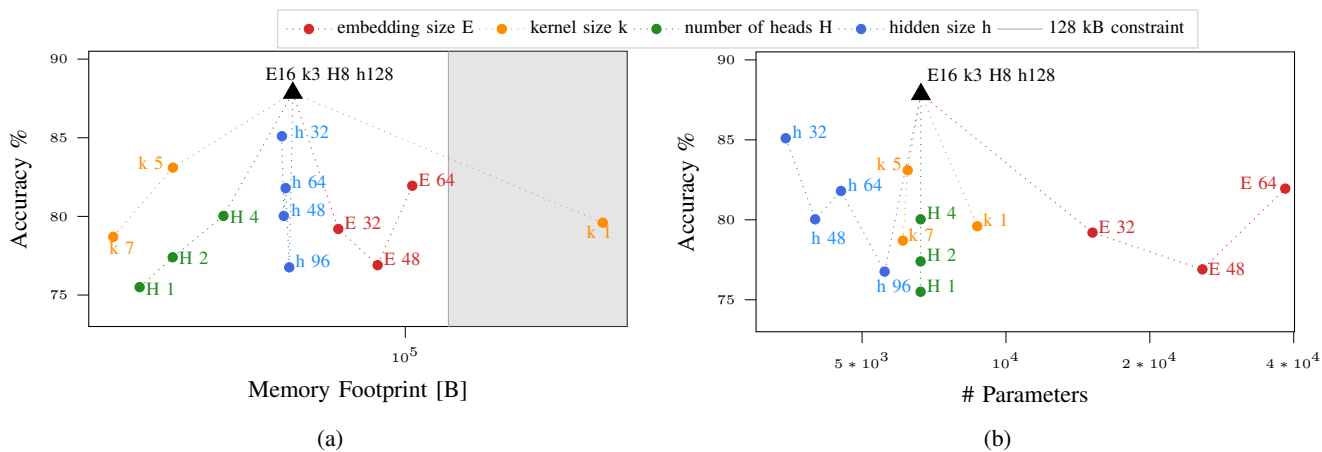 embedding size E kernel size k number of heads H hidden size h 128 kB constraint
E16 k3 H8 h128
90
85
80
75
Accuracy %
k 5
k 7
H 4
H 2
H 1
h 32
h 64
h 48
h 96
E 32
E 48
E 64
k 1
10^5
Memory Footprint [B]
(a)
E16 k3 H8 h128
90
85
80
75
Accuracy %
h 32
h 64
h 48
h 96
k 5
k 7
H 4
H 2
H 1
k 1
E 32
E 48
E 64
5 * 10^3
10^4
2 * 10^4
4 * 10^4
# Parameters
(b)